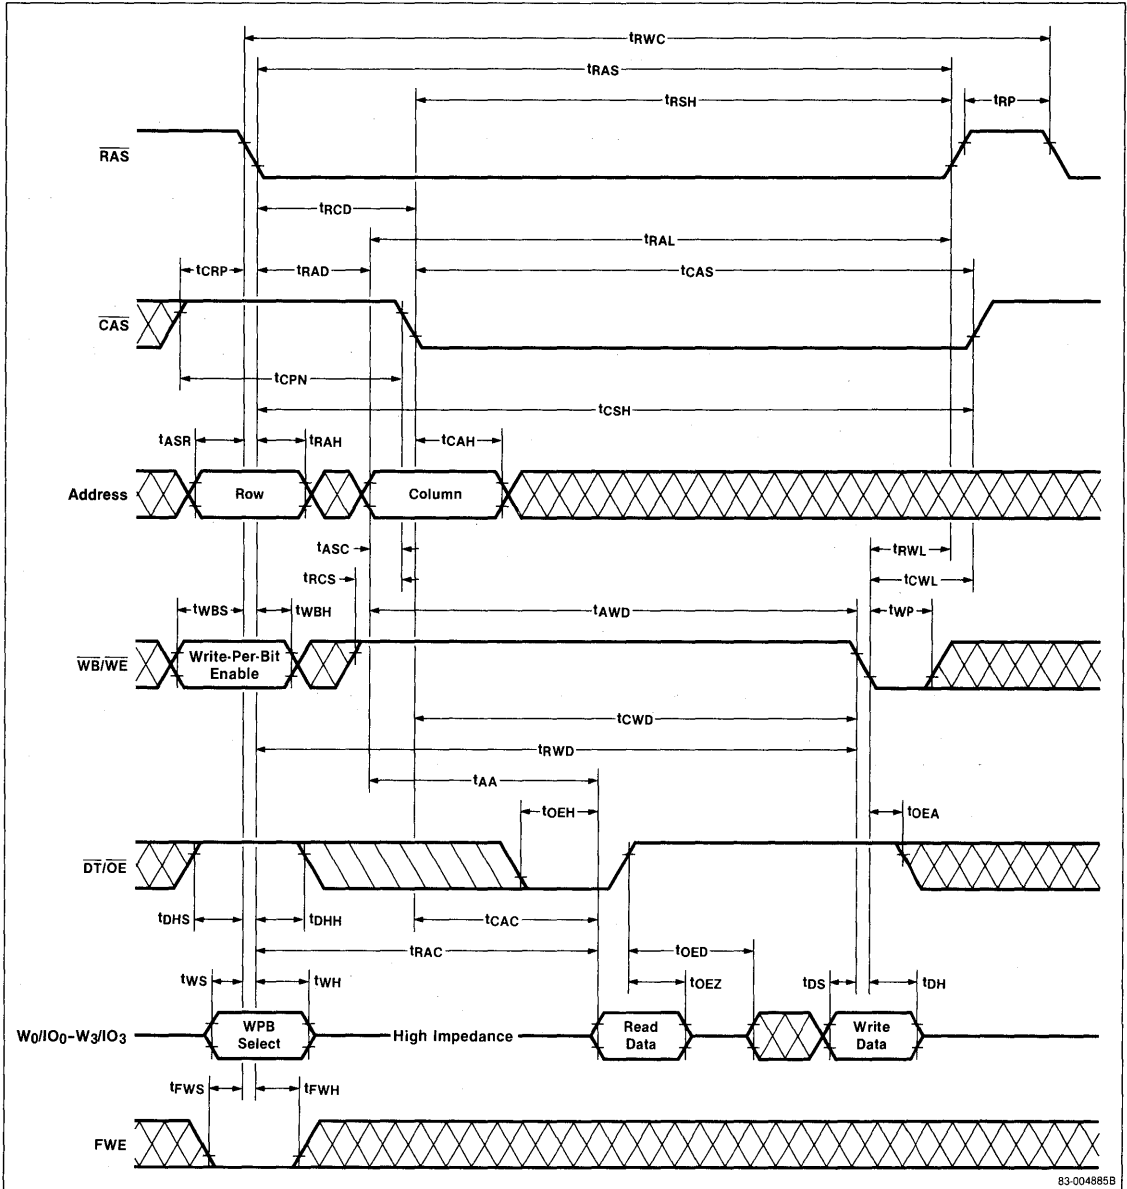 tRWC
tRAS
tRSH
tRP
RAS
tRCD
tRAL
tCRP
tRAD
tCAS
CAS
tCPN
tCSH
tASR
tRAH
tCAH
Address
Row
Column
tASC
tRWL
tRCS
tCWL
tWBS
tWBH
tAWD
tWP
WB/WE
Write-Per-Bit
Enable
tCWD
tRWD
tAA
tOEH
tOEA
DT/OE
tDHS
tDHH
tCAC
tRAC
tOED
tWS
tWH
tOEZ
tDS
tDH
W0/IO0-W3/IO3
WPB
Select
High Impedance
Read
Data
Write
Data
tFWS
tFWH
FWE
83-004885B